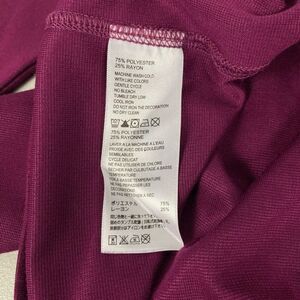 75% POLYESTER
25% RAYON
MACHINE WASH COLD
WITH LIKE COLORS
GENTLE CYCLE
NO BLEACH
TUMBLE DRY LOW
COOL IRON
DO NOT IRON THE DECORATION
NO DRY CLEAN
75% POLYESTER
25% RAYONNE
LAVER A LA MACHINE A L'EAU
FROIDE AVEC DES COULEURS
SEMBLABLES
CYCLE DELICAT
NE PAS UTILISER DE CHLORE
SECHER PAR CULBUTAGE A BASSE
TEMPERATURE
A BASSE TEMPERATURE
NE PAS REPASSER LES
DECORATIONS
NE PAS NETTOYER A SEC
ポリエステル 75%
レーヨン 25%